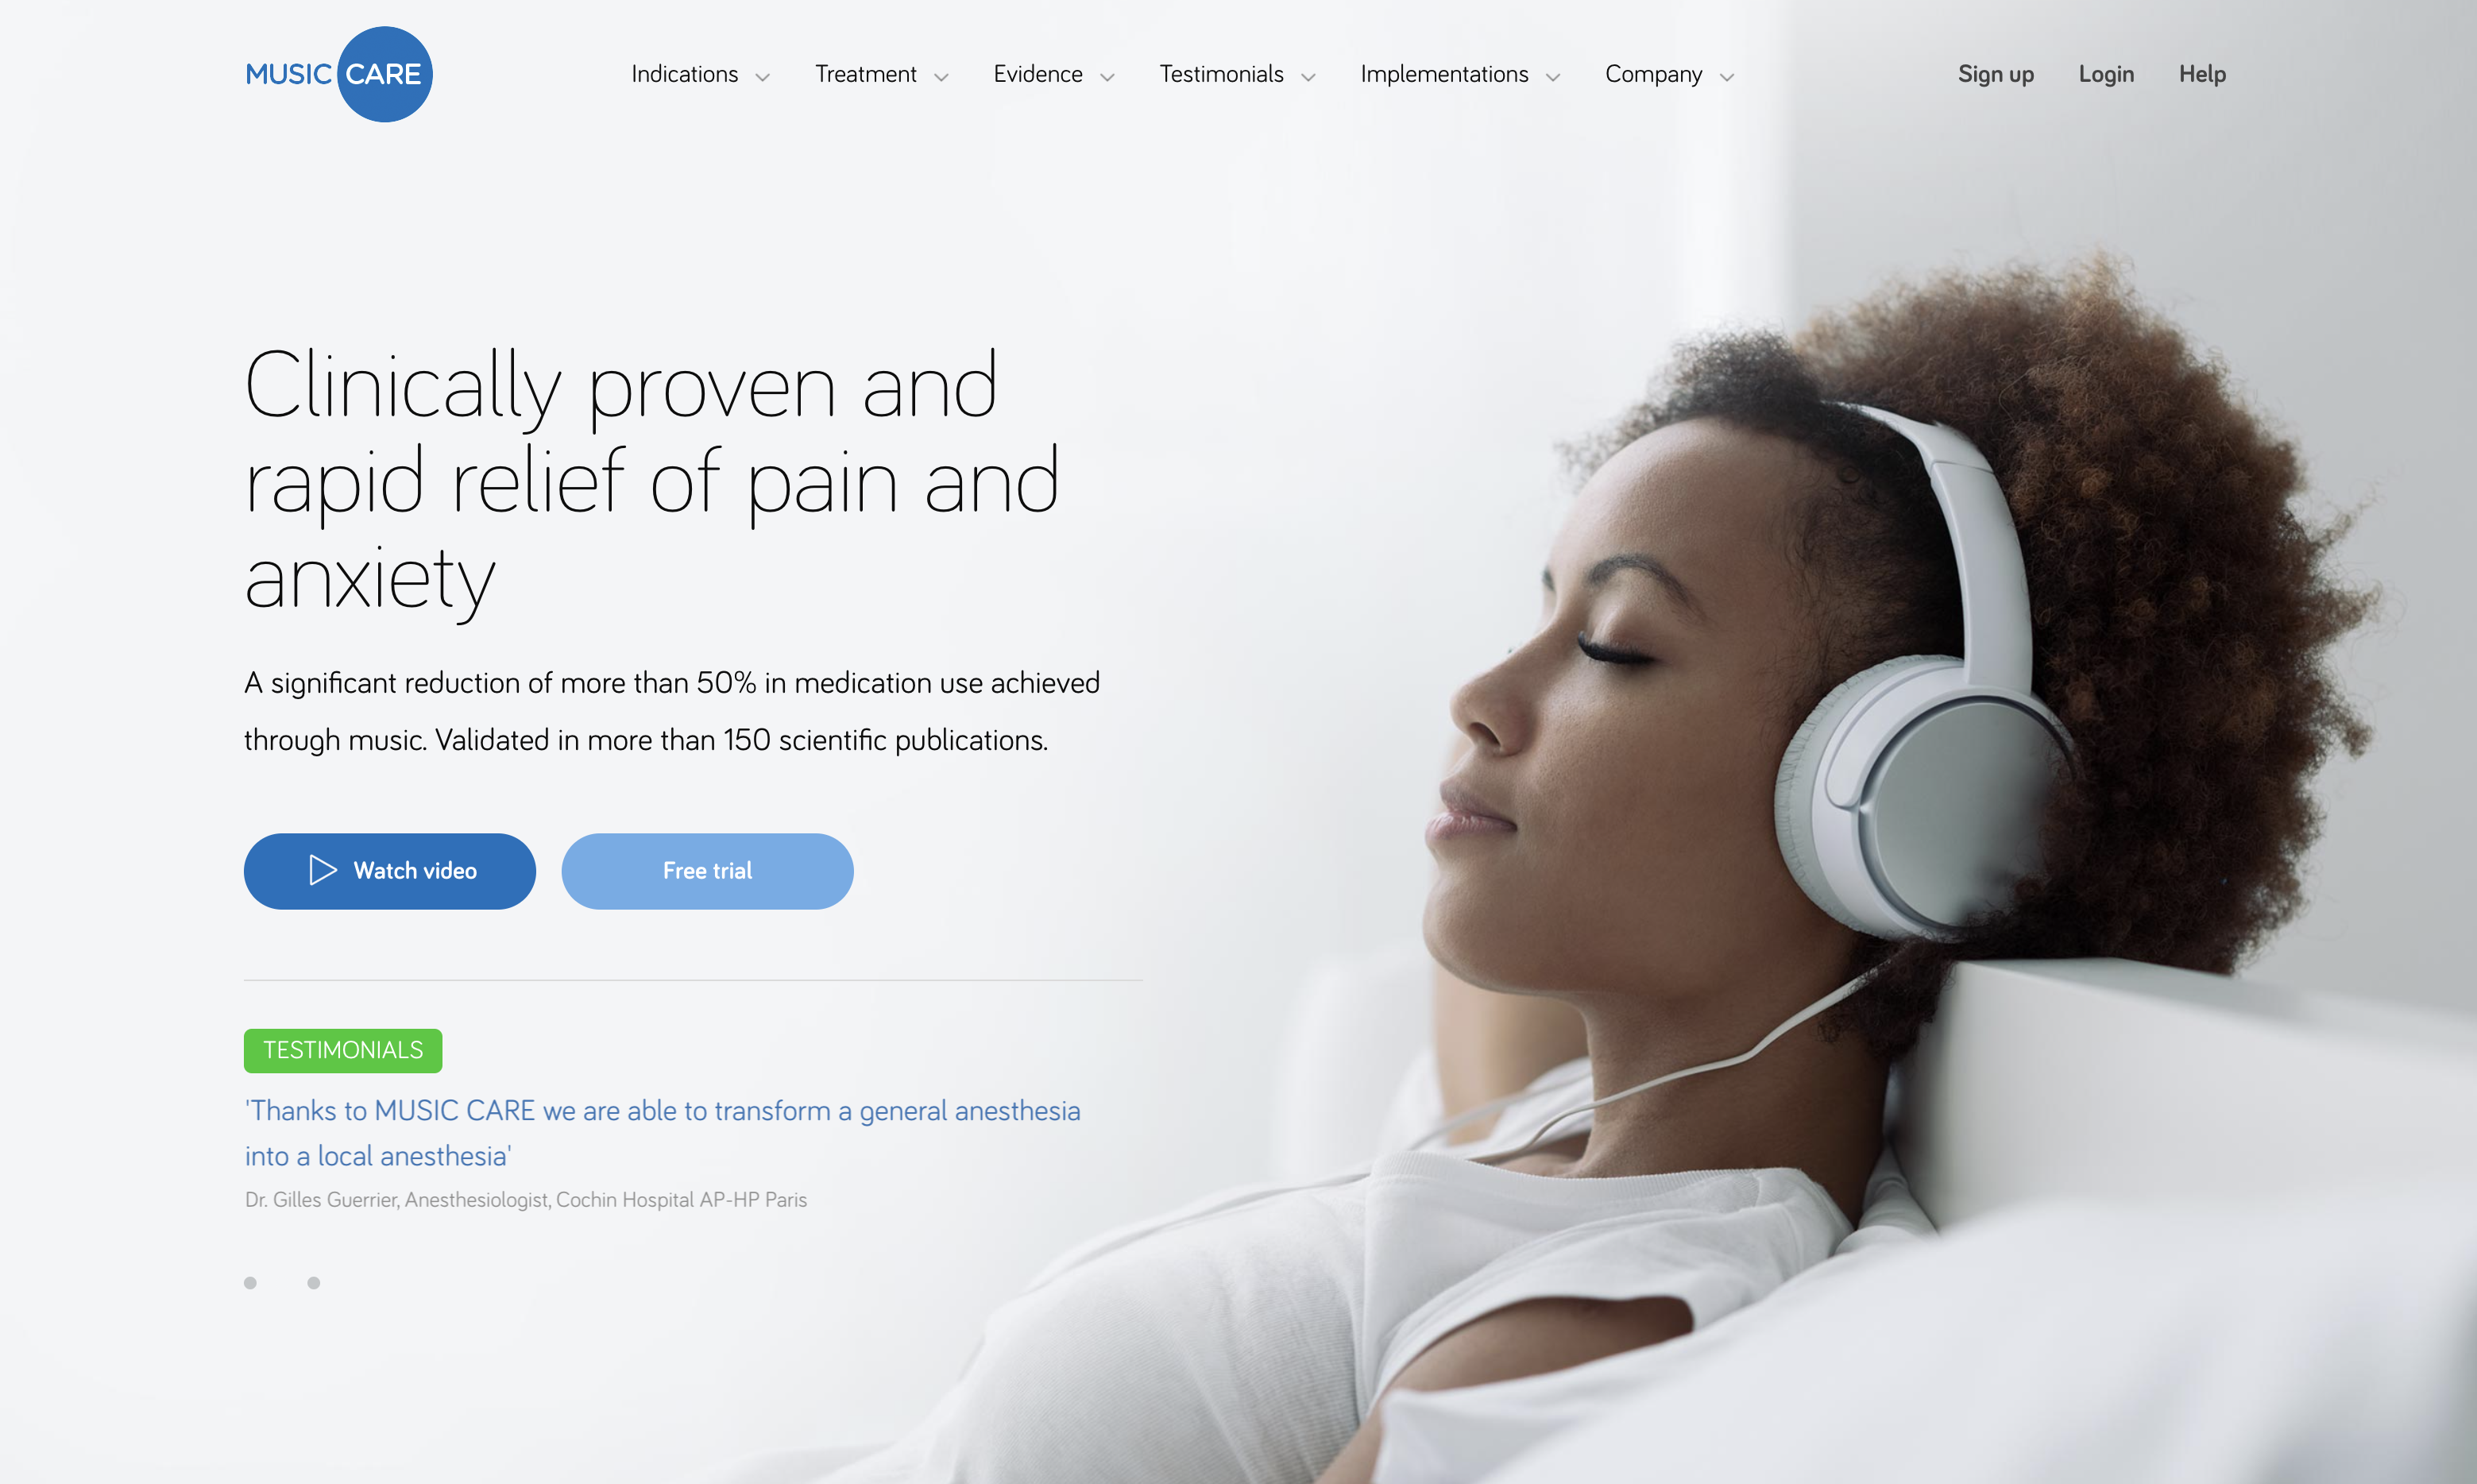 MUSIC CARE
Indications
Treatment
Evidence
Testimonials
Implementations
Company
Sign up
Login
Help
Clinically proven and
rapid relief of pain and
anxiety
A significant reduction of more than 50% in medication use achieved
through music. Validated in more than 150 scientific publications.
Watch video
Free trial
TESTIMONIALS
'Thanks to MUSIC CARE we are able to transform a general anesthesia
into a local anesthesia'
Dr. Gilles Guerrier, Anesthesiologist, Cochin Hospital AP-HP Paris